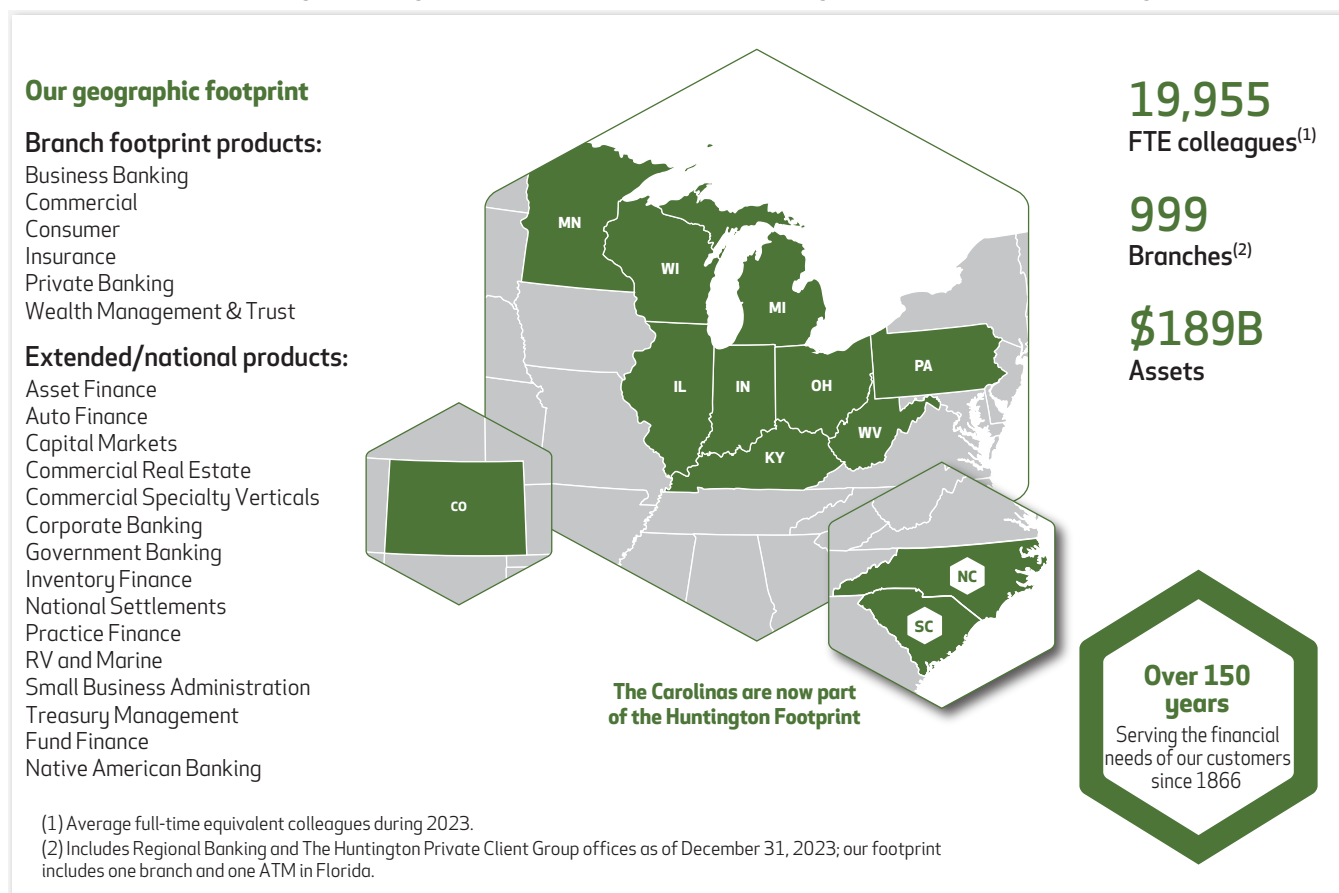 Our geographic footprint
Branch footprint products:
Business Banking
Commercial
Consumer
Insurance
Private Banking
Wealth Management & Trust
Extended/national products:
Asset Finance
Auto Finance
Capital Markets
Commercial Real Estate
Commercial Specialty Verticals
Corporate Banking
Government Banking
Inventory Finance
National Settlements
Practice Finance
RV and Marine
Small Business Administration
Treasury Management
Fund Finance
Native American Banking
MN
WI
MI
IL
IN
OH
PA
WV
KY
CO
NC
SC
The Carolinas are now part
of the Huntington Footprint
19,955
FTE colleagues(1)
999
Branches(2)
$189B
Assets
Over 150
years
Serving the financial
needs of our customers
since 1866
(1) Average full-time equivalent colleagues during 2023.
(2) Includes Regional Banking and The Huntington Private Client Group offices as of December 31, 2023; our footprint
includes one branch and one ATM in Florida.